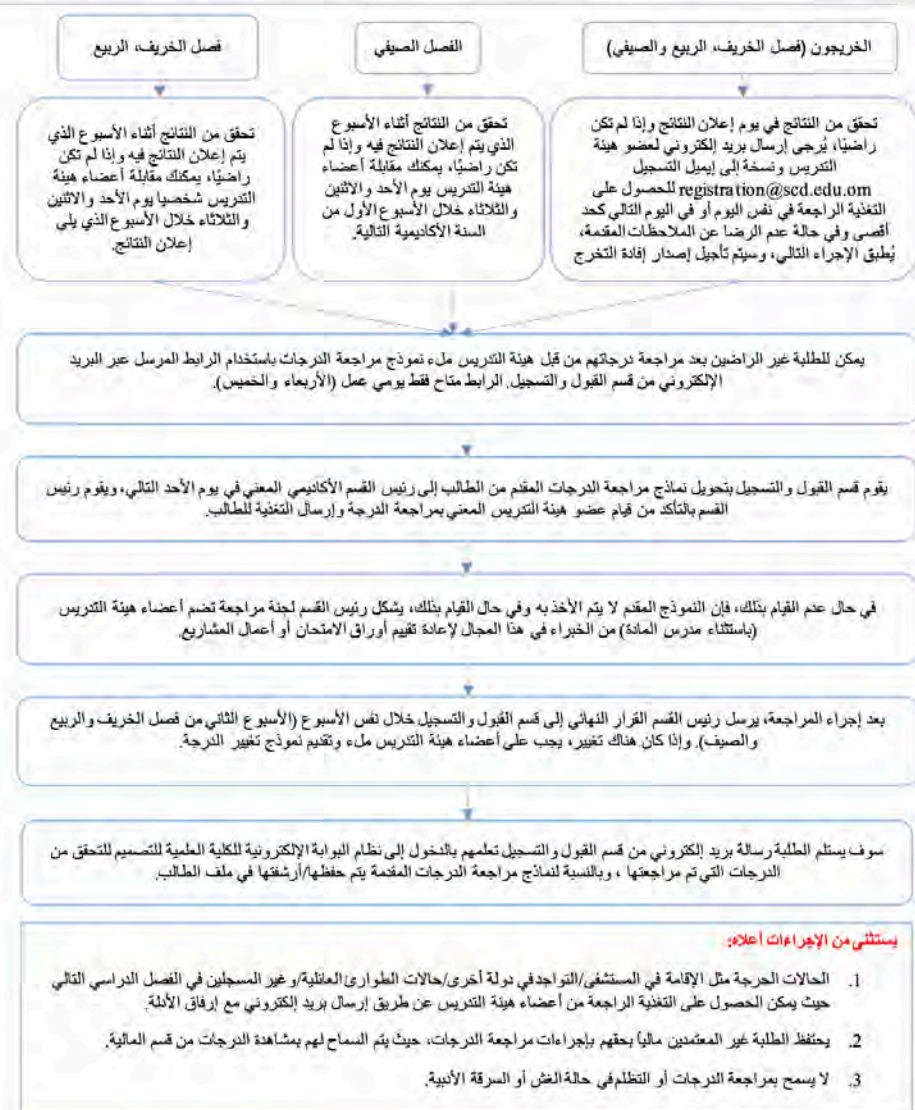 الخريجون (فصل الخريف، الربيع والصيفي)
الفصل الصيفي
فصل الخريف، الربيع
تحقق من النتائج في يوم إعلان النتائج وإذا لم تكن
راضيًا، يُرجى إرسال بريد إلكتروني لعضو هيئة
التدريس ونسخة إلى إيميل التسجيل
registration@scd.edu.om للحصول على
التغذية الراجعة في نفس اليوم أو في اليوم التالي كحد
أقصى وفي حالة عدم الرضا عن الملاحظات المقدمة،
يُطبق الإجراء التالي، وسيتم تأجيل إصدار إفادة التخرج
تحقق من النتائج أثناء الأسبوع
الذي يتم إعلان النتائج فيه وإذا لم
تكن راضيًا، يمكنك مقابلة أعضاء
هيئة التدريس يوم الأحد والاثنين
والثلاثاء خلال الأسبوع الأول من
السنة الأكاديمية التالية.
تحقق من النتائج أثناء الأسبوع الذي
يتم إعلان النتائج فيه وإذا لم تكن
راضيًا، يمكنك مقابلة أعضاء هيئة
التدريس شخصيا يوم الأحد والاثنين
والثلاثاء خلال الأسبوع الذي يلي
إعلان النتائج.
يمكن للطلبة غير الراضين بعد مراجعة درجاتهم من قبل هيئة التدريس ملء نموذج مراجعة الدرجات باستخدام الرابط المرسل عبر البريد
الإلكتروني من قسم القبول والتسجيل. الرابط متاح فقط يومي عمل (الأربعاء والخميس).
يقوم قسم القبول والتسجيل بتحويل نماذج مراجعة الدرجات المقدم من الطالب إلى رئيس القسم الأكاديمي المعني في يوم الأحد التالي، ويقوم رئيس
القسم بالتأكد من قيام عضو هيئة التدريس المعني بمراجعة الدرجة وإرسال التغذية للطالب.
في حال عدم القيام بذلك، فإن النموذج المقدم لا يتم الأخذ به وفي حال القيام بذلك، يشكل رئيس القسم لجنة مراجعة تضم أعضاء هيئة التدريس
(باستثناء مدرس المادة) من الخبراء في هذا المجال لإعادة تقييم أوراق الامتحان أو أعمال المشاريع.
بعد إجراء المراجعة، يرسل رئيس القسم القرار النهائي إلى قسم القبول والتسجيل خلال نفس الأسبوع (الأسبوع الثاني من فصل الخريف والربيع
والصيف). وإذا كان هناك تغيير، يجب على أعضاء هيئة التدريس ملء وتقديم نموذج تغيير الدرجة.
سوف يستلم الطلبة رسالة بريد إلكتروني من قسم القبول والتسجيل تعلمهم بالدخول إلى نظام البوابة الإلكترونية للكلية العلمية للتصميم للتحقق من
الدرجات التي تم مراجعتها ، وبالنسبة لنماذج مراجعة الدرجات المقدمة يتم حفظها/أرشفتها في ملف الطالب.
يستثنى من الإجراءات أعلاه:
1. الحالات الحرجة مثل الإقامة في المستشفى/التواجدفي دولة أخرى/حالات الطوارئ العائلية/وغير المسجلين في الفصل الدراسي التالي
حيث يمكن الحصول على التغذية الراجعة من أعضاء هيئة التدريس عن طريق إرسال بريد إلكتروني مع إرفاق الأدلة.
2. يحتفظ الطلبة غير المعتمدين مالياً بحقهم بإجراءات مراجعة الدرجات، حيث يتم السماح لهم بمشاهدة الدرجات من قسم المالية.
3. لا يسمح بمراجعة الدرجات أو التظلم في حالة الغش أو السرقة الأدبية.